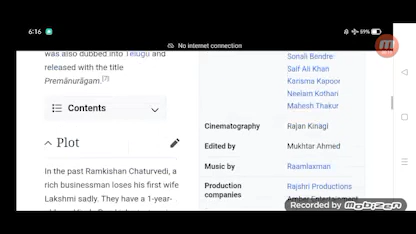 6:16
59%
No internet connection
was also dubbed into Telugu and
released with the title
Premānurāgam.[7]
Contents
Plot
In the past Ramkishan Chaturvedi, a
rich businessman loses his first wife
Lakshmi sadly. They have a 1-year-
Sonali Bendre
Saif Ali Khan
Karisma Kapoor
Neelam Kothari
Mahesh Thakur
Cinematography Rajan Kinagi
Edited by Mukhtar Ahmed
Music by Raamlaxman
Production
companies
Rajshri Productions
Recorded by MOBIZEN